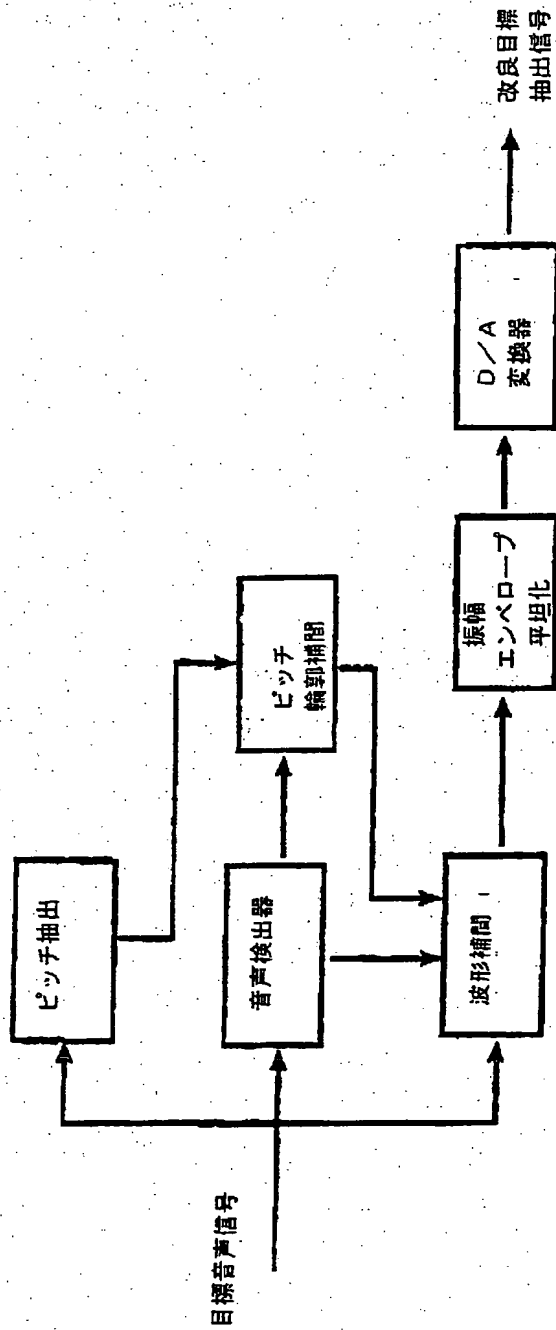 目標音声信号
ピッチ抽出
音声検出器
ピッチ
輪郭補間
波形補間
振幅
エンベロープ
平坦化
D/A
変換器
改良目標
抽出信号